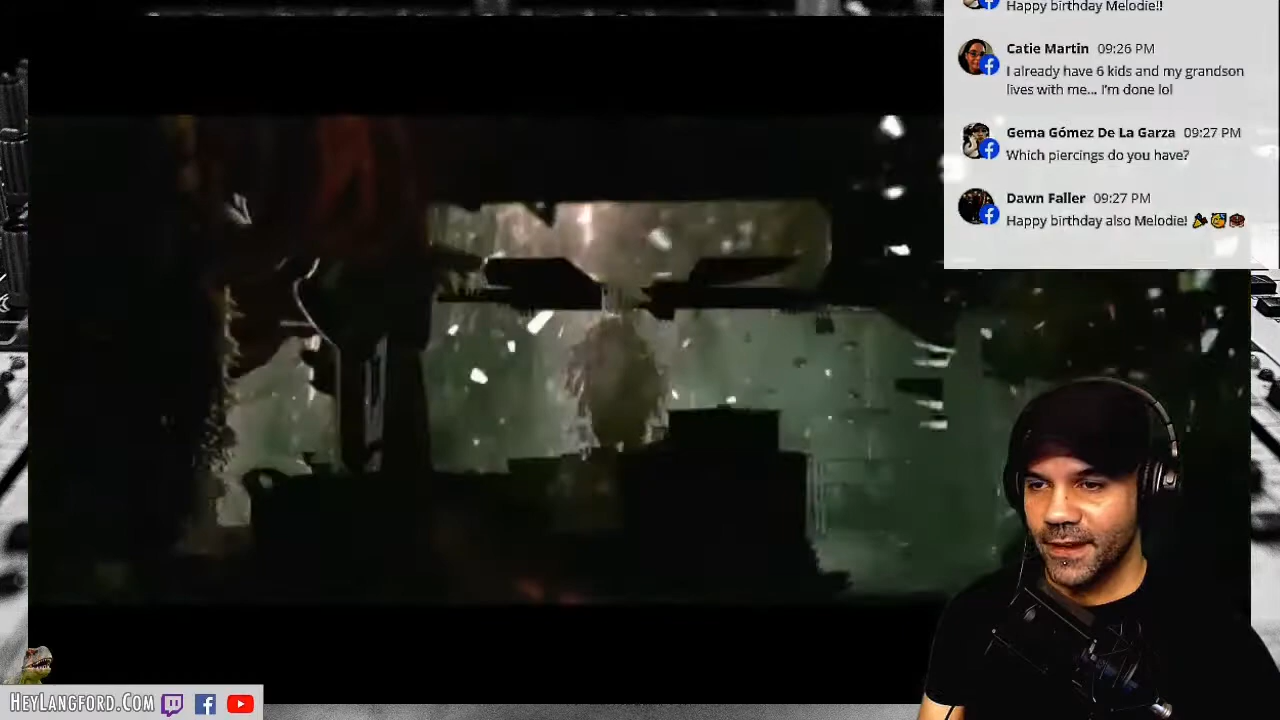 Happy birthday Melodie!!
Catie Martin 09:26 PM
I already have 6 kids and my grandson
lives with me... I'm done lol
Gema Gómez De La Garza 09:27 PM
Which piercings do you have?
Dawn Faller 09:27 PM
Happy birthday also Melodie! 🎉🥳🎂
HEYLANGFORD.COM